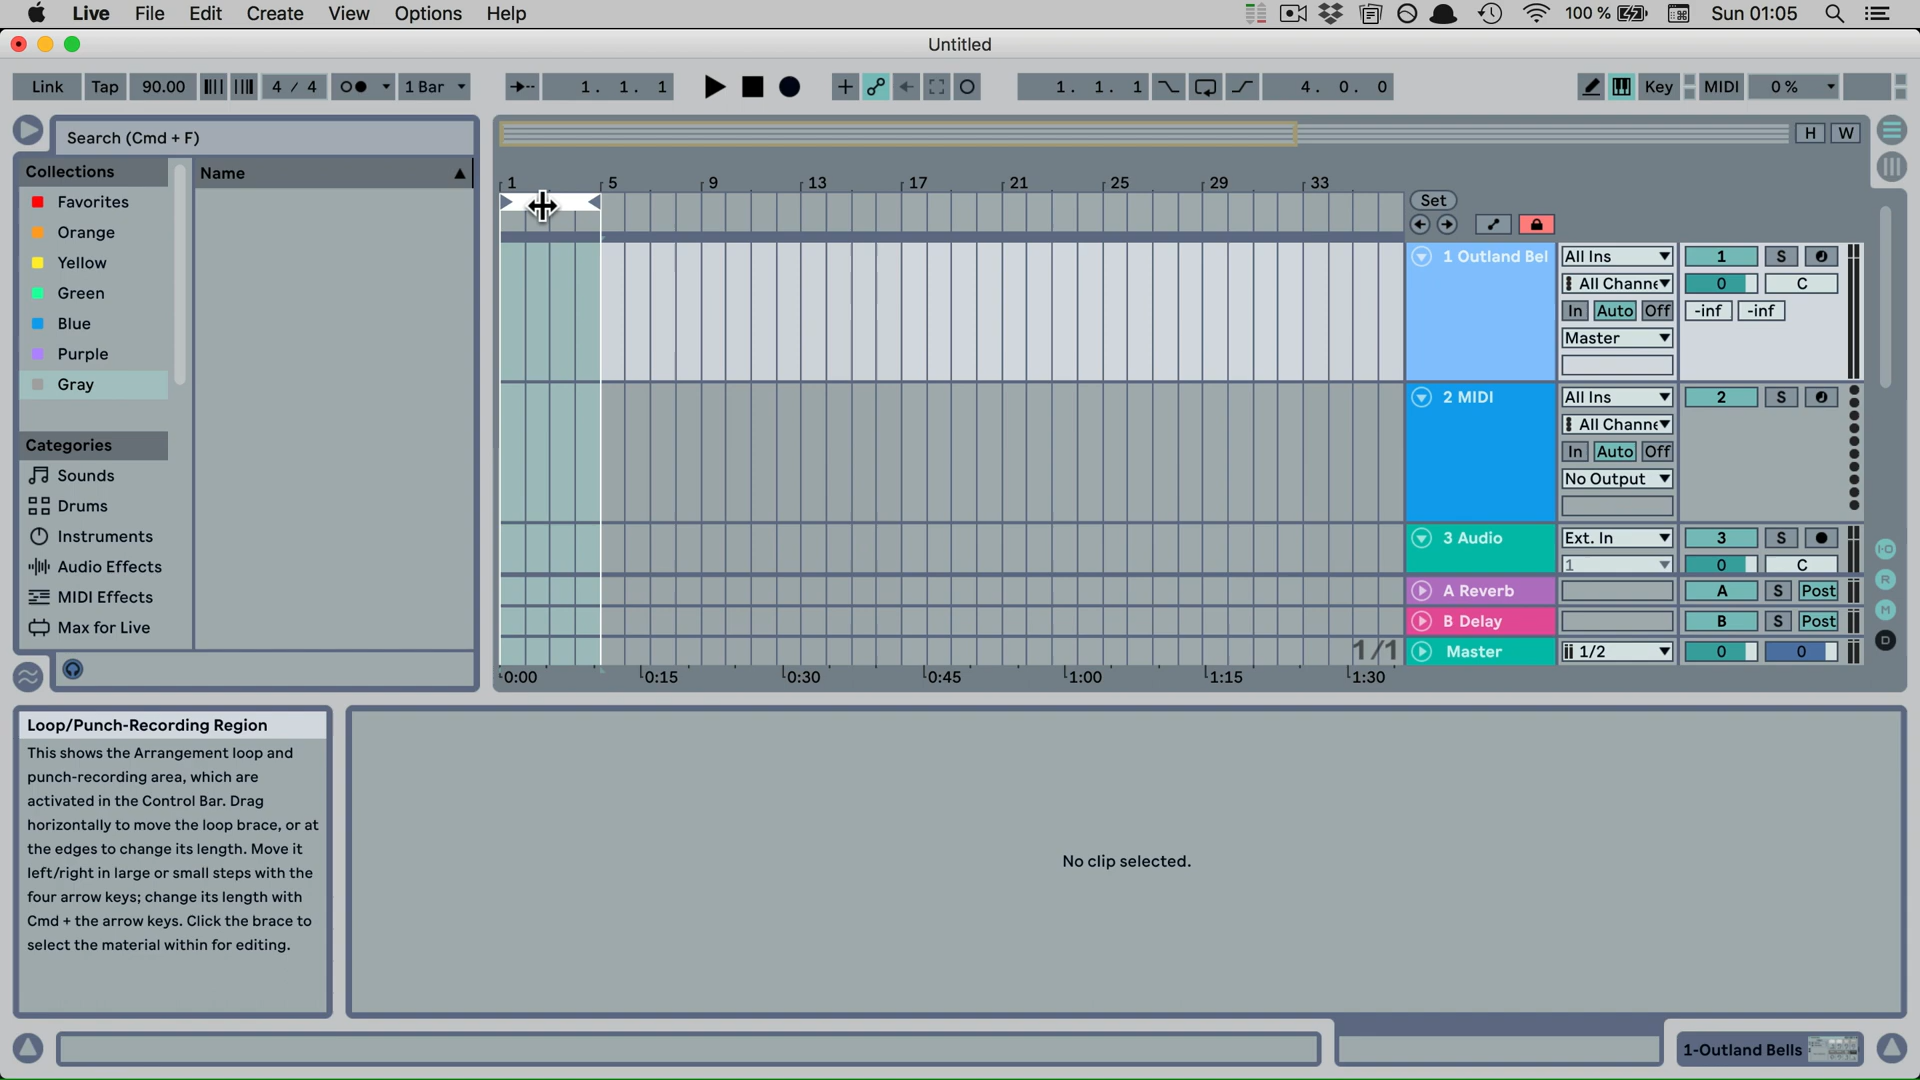 Live File Edit Create View Options Help 100 % Sun 01:05
Untitled
Link Tap 90.00 4 / 4 1 Bar 1. 1. 1 1. 1. 1 4. 0. 0 Key MIDI 0 %
Search (Cmd + F)
H W
Collections
Name
Favorites
Orange
Yellow
Green
Blue
Purple
Gray
Categories
Sounds
Drums
Instruments
Audio Effects
MIDI Effects
Max for Live
1 5 9 13 17 21 25 29 33
Set
1 Outland Bel All Ins 1 S
All Channe 0 C
In Auto Off -inf -inf
Master
2 MIDI All Ins 2 S
All Channe
In Auto Off
No Output
3 Audio Ext. In 3 S
1 0 C
A Reverb A S Post
B Delay B S Post
1/1 Master 1/2 0 0
0:00 0:15 0:30 0:45 1:00 1:15 1:30
I·O
R
M
D
Loop/Punch-Recording Region
This shows the Arrangement loop and
punch-recording area, which are
activated in the Control Bar. Drag
horizontally to move the loop brace, or at
the edges to change its length. Move it
left/right in large or small steps with the
four arrow keys; change its length with
Cmd + the arrow keys. Click the brace to
select the material within for editing.
No clip selected.
1-Outland Bells